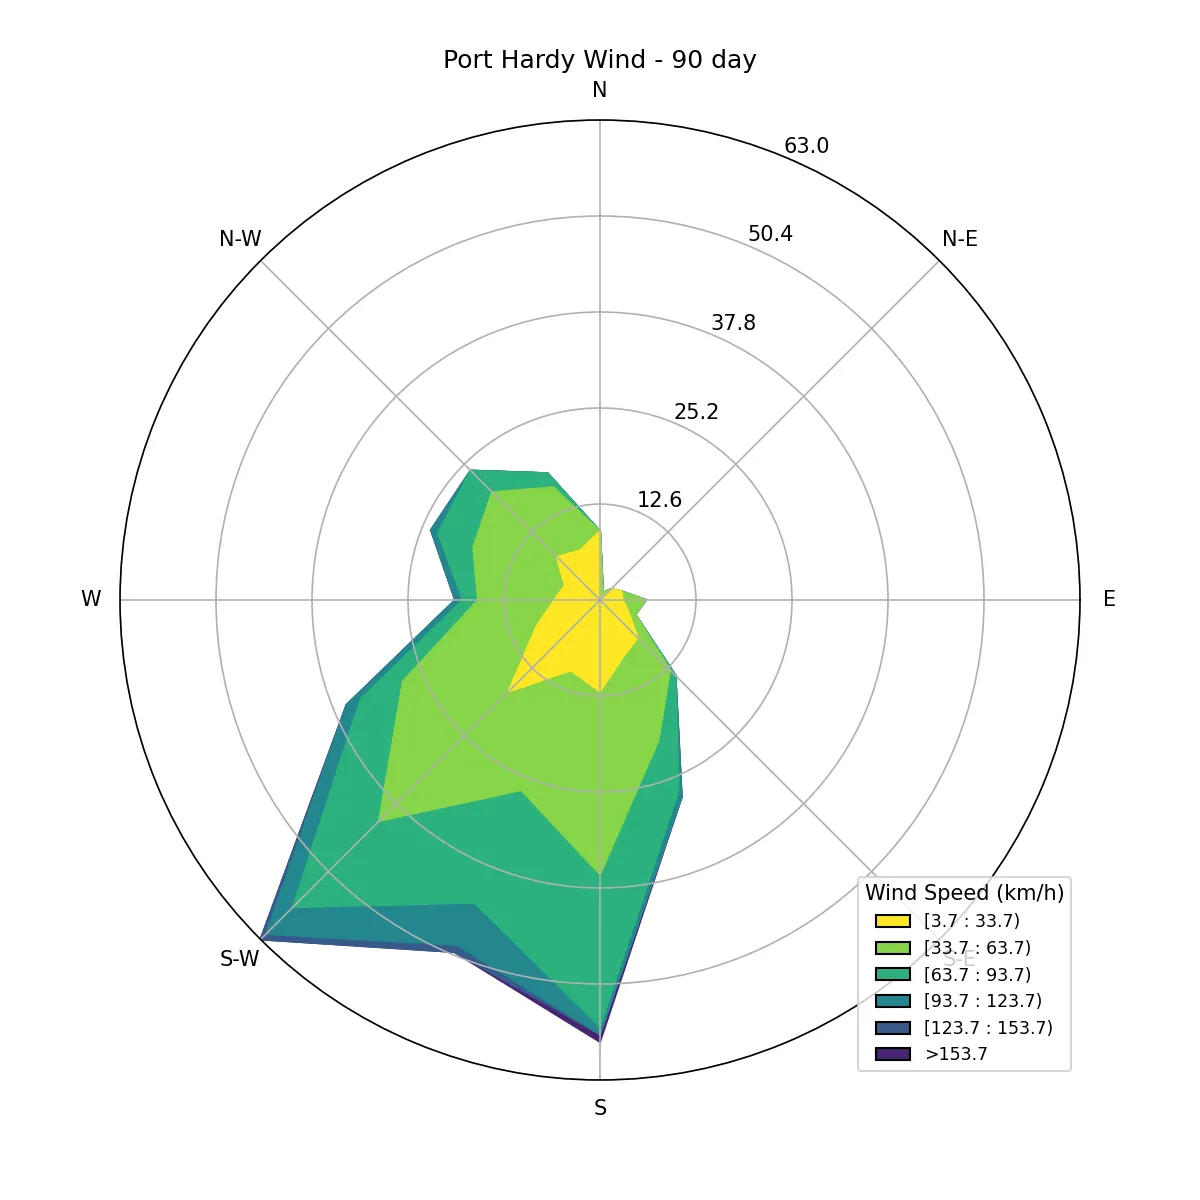 Port Hardy Wind - 90 day
N
63.0
50.4
N-W
N-E
37.8
25.2
12.6
W
E
Wind Speed (km/h)
[3.7 : 33.7)
[33.7 : 63.7)
S-W
S-E
[63.7 : 93.7)
[93.7 : 123.7)
[123.7 : 153.7)
>153.7
S